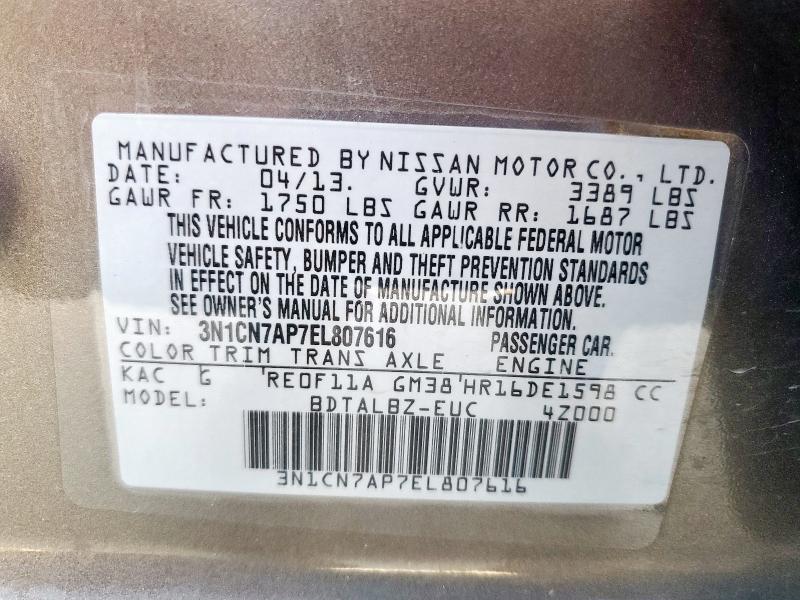 MANUFACTURED BY NISSAN MOTOR CO., LTD.
DATE: 04/13. GVWR: 3389 LBS
GAWR FR: 1750 LBS GAWR RR: 1687 LBS
THIS VEHICLE CONFORMS TO ALL APPLICABLE FEDERAL MOTOR
VEHICLE SAFETY, BUMPER AND THEFT PREVENTION STANDARDS
IN EFFECT ON THE DATE OF MANUFACTURE SHOWN ABOVE.
SEE OWNER'S MANUAL FOR ADDITIONAL INFORMATION.
VIN: 3N1CN7AP7EL807616 PASSENGER CAR.
COLOR TRIM TRANS AXLE ENGINE
KAC G RE0F11A GM38 HR16DE1598 CC
MODEL: BDTALBZ-EUC 4Z000
3N1CN7AP7EL807616